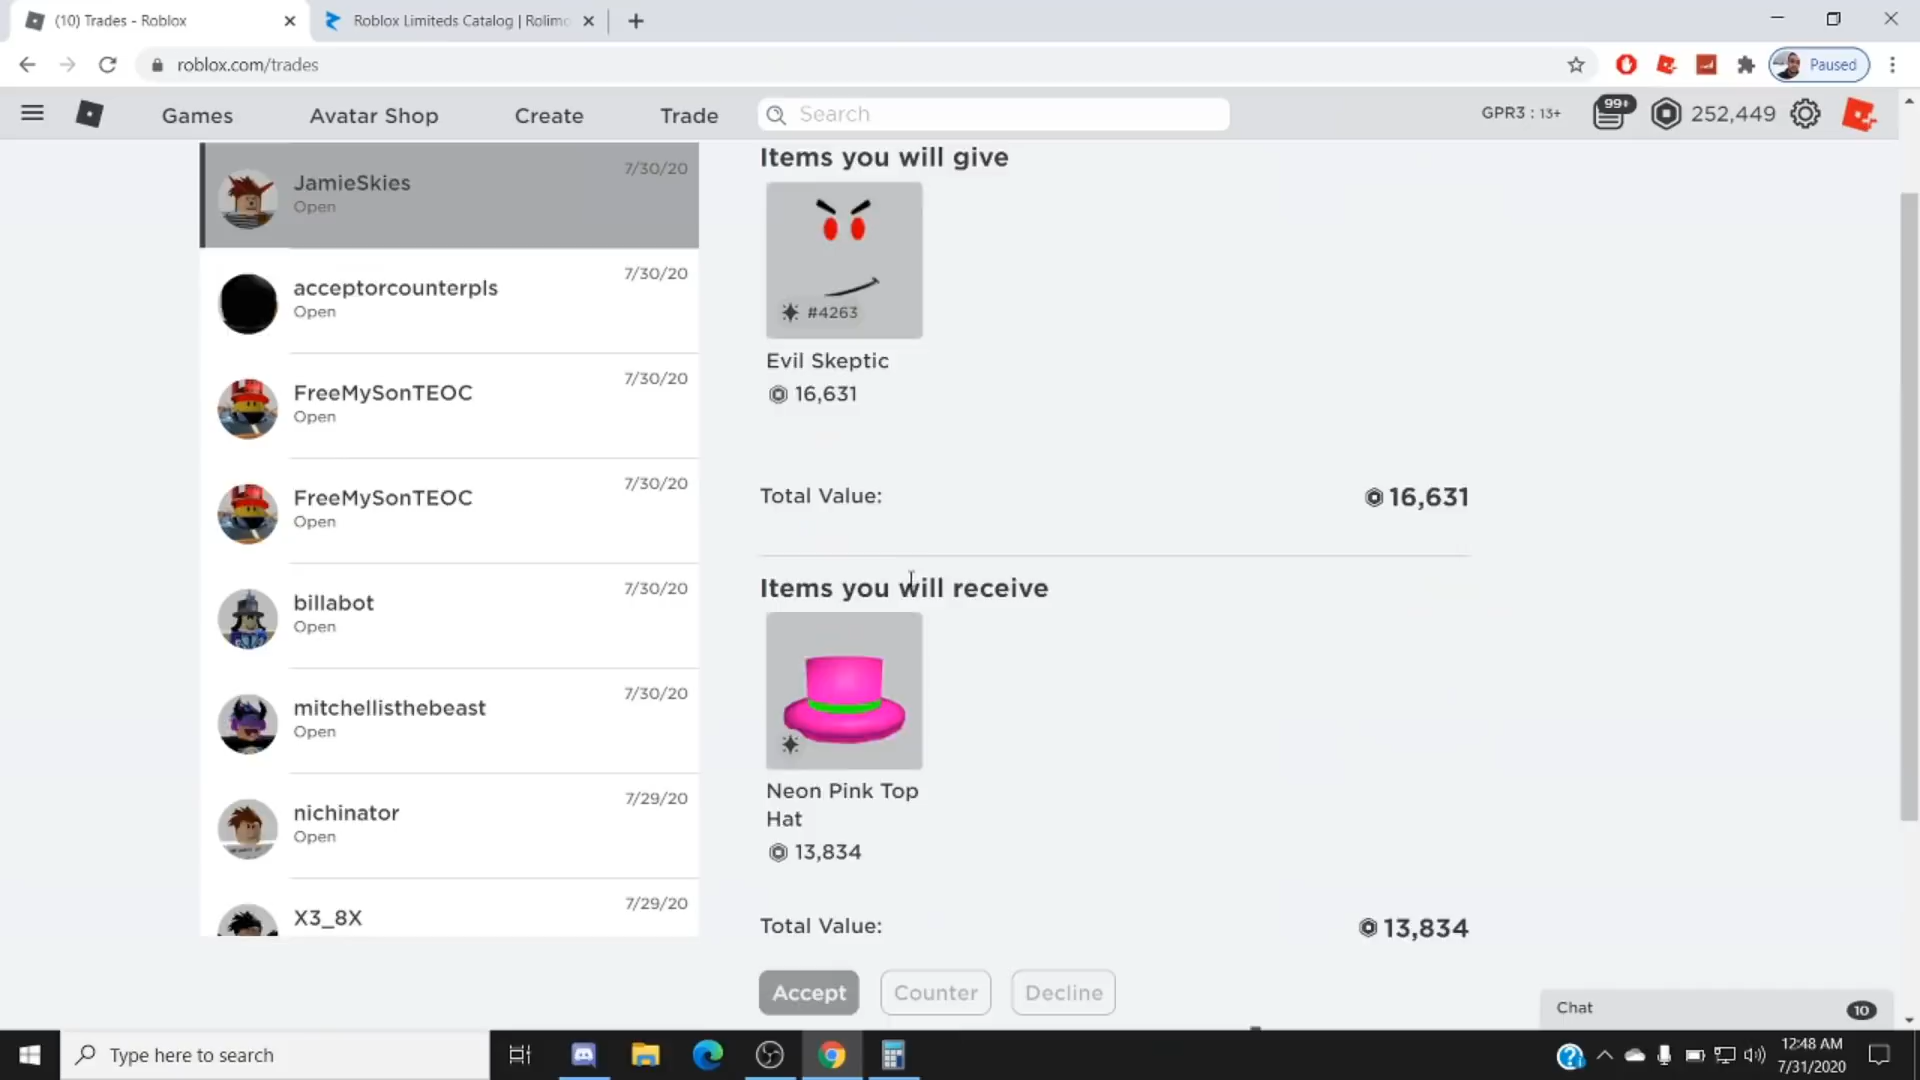 (10) Trades - Roblox
Roblox Limiteds Catalog | Rolimo
roblox.com/trades
Paused
Games
Avatar Shop
Create
Trade
Search
GPR3 : 13+
99+
252,449
JamieSkies
7/30/20
Open
acceptorcounterpls
7/30/20
Open
FreeMySonTEOC
7/30/20
Open
FreeMySonTEOC
7/30/20
Open
billabot
7/30/20
Open
mitchellisthebeast
7/30/20
Open
nichinator
7/29/20
Open
X3_8X
7/29/20
Items you will give
#4263
Evil Skeptic
16,631
Total Value:
16,631
Items you will receive
Neon Pink Top
Hat
13,834
Total Value:
13,834
Accept
Counter
Decline
Chat
10
Type here to search
12:48 AM
7/31/2020